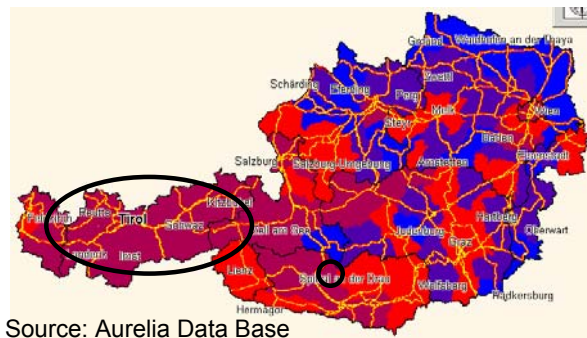 Gmünd Waidhofen an der Thaya
Zwettl
Schärding
Eferding
Perg
Melk
Wien
Steyr
Baden
Salzburg
Salzburg-Umgebung
Amstetten
Eisenstadt
Kitzbühel
Reutte
Tirol
Schwaz
Zell am See
Hartberg
Judenburg
Oberwart
Landeck
Imst
Graz
Lienz
Spittal an der Drau
Wolfsberg
Radkersburg
Hermagor
Source: Aurelia Data Base